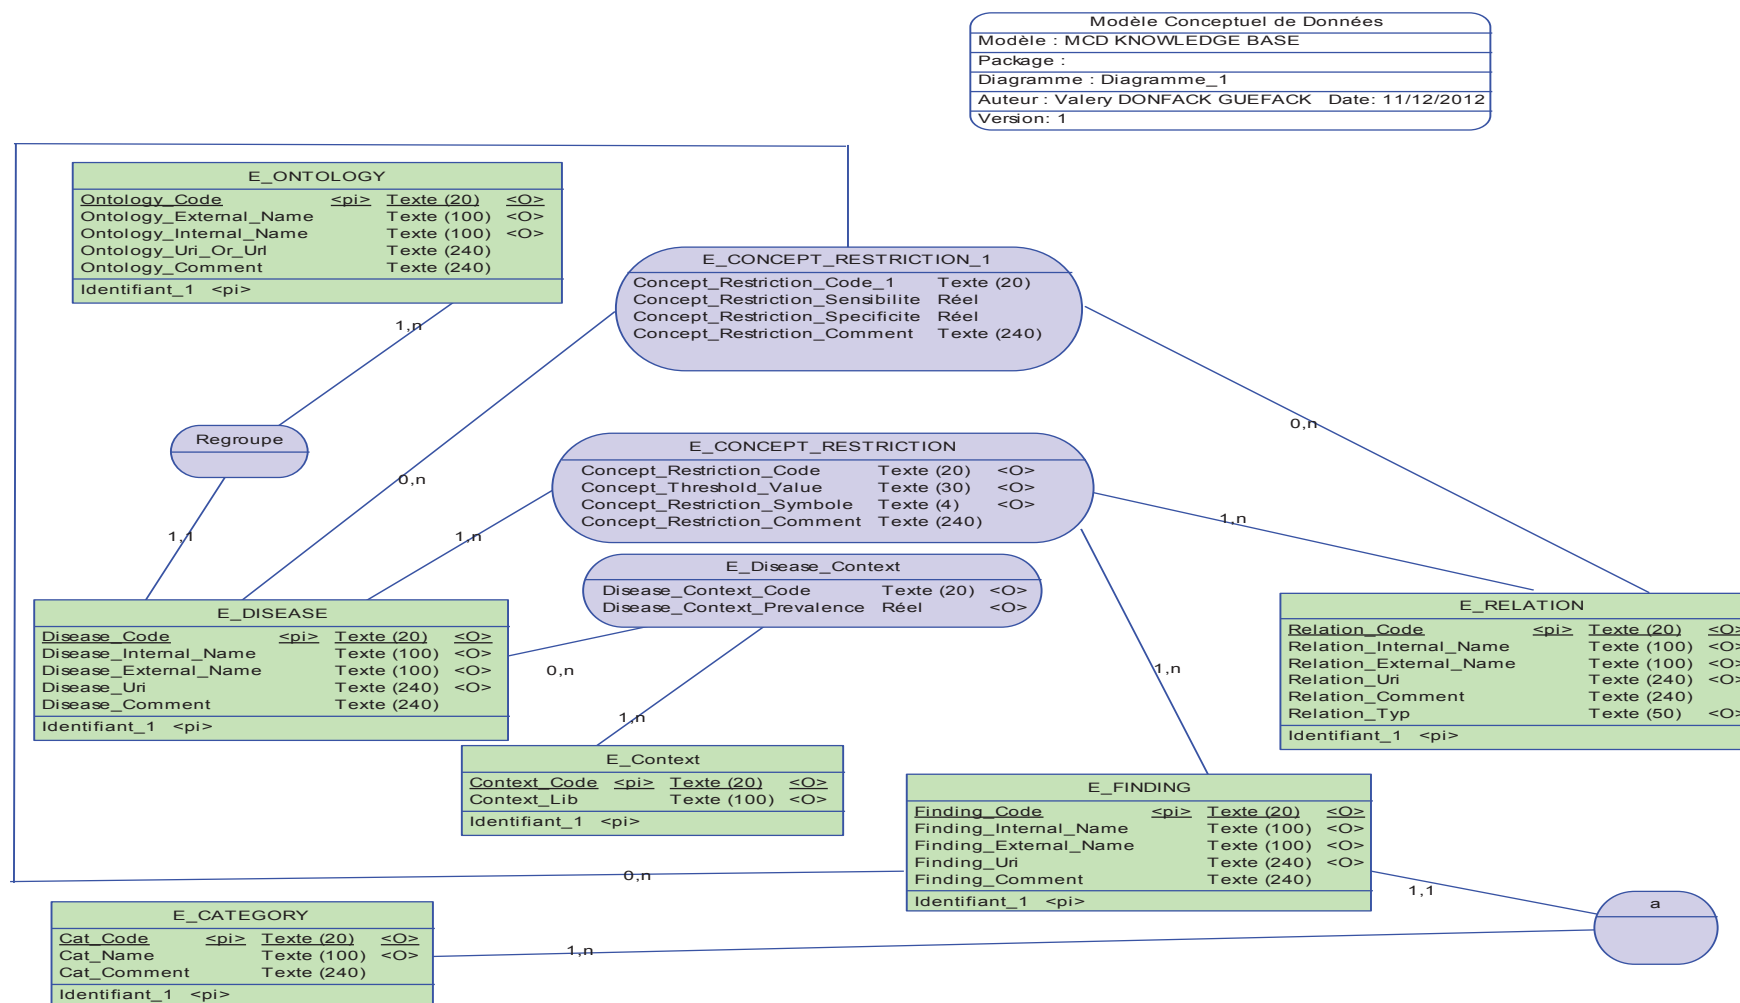 Modèle Conceptuel de Données
Modèle : MCD KNOWLEDGE BASE
Package :
Diagramme : Diagramme_1
Auteur : Valery DONFACK GUEFACK Date: 11/12/2012
Version: 1
E_ONTOLOGY
Ontology_Code <pi> Texte (20) <O>
Ontology_External_Name Texte (100) <O>
Ontology_Internal_Name Texte (100) <O>
Ontology_Uri_Or_Url Texte (240)
Ontology_Comment Texte (240)
Identifiant_1 <pi>
E_CONCEPT_RESTRICTION_1
Concept_Restriction_Code_1 Texte (20)
Concept_Restriction_Sensibilite Réel
Concept_Restriction_Specificite Réel
Concept_Restriction_Comment Texte (240)
1,n
0,n
Regroupe
E_CONCEPT_RESTRICTION
Concept_Restriction_Code Texte (20) <O>
Concept_Threshold_Value Texte (30) <O>
Concept_Restriction_Symbole Texte (4) <O>
Concept_Restriction_Comment Texte (240)
0,n
1,1
1,n
1,n
E_Disease_Context
Disease_Context_Code Texte (20) <O>
Disease_Context_Prevalence Réel <O>
E_DISEASE
Disease_Code <pi> Texte (20) <O>
Disease_Internal_Name Texte (100) <O>
Disease_External_Name Texte (100) <O>
Disease_Uri Texte (240) <O>
Disease_Comment Texte (240)
Identifiant_1 <pi>
0,n
1,n
1,n
E_RELATION
Relation_Code <pi> Texte (20) <O>
Relation_Internal_Name Texte (100) <O>
Relation_External_Name Texte (100) <O>
Relation_Uri Texte (240) <O>
Relation_Comment Texte (240)
Relation_Typ Texte (50) <O>
Identifiant_1 <pi>
E_Context
Context_Code <pi> Texte (20) <O>
Context_Lib Texte (100) <O>
Identifiant_1 <pi>
E_FINDING
Finding_Code <pi> Texte (20) <O>
Finding_Internal_Name Texte (100) <O>
Finding_External_Name Texte (100) <O>
Finding_Uri Texte (240) <O>
Finding_Comment Texte (240)
Identifiant_1 <pi>
0,n
1,1
a
E_CATEGORY
Cat_Code <pi> Texte (20) <O>
Cat_Name Texte (100) <O>
Cat_Comment Texte (240)
Identifiant_1 <pi>
1,n